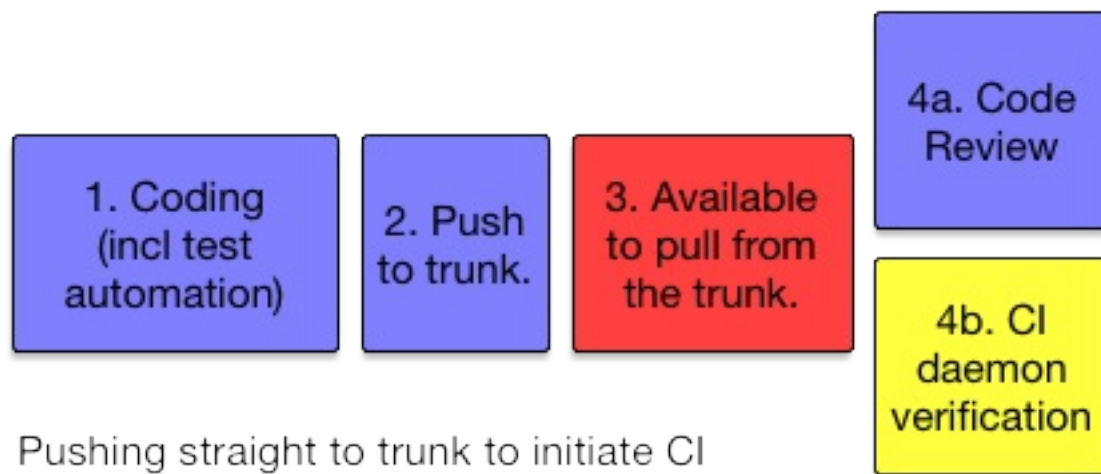 1. Coding
(incl test
automation)
2. Push
to trunk.
3. Available
to pull from
the trunk.
4a. Code
Review
4b. CI
daemon
verification
Pushing straight to trunk to initiate CI